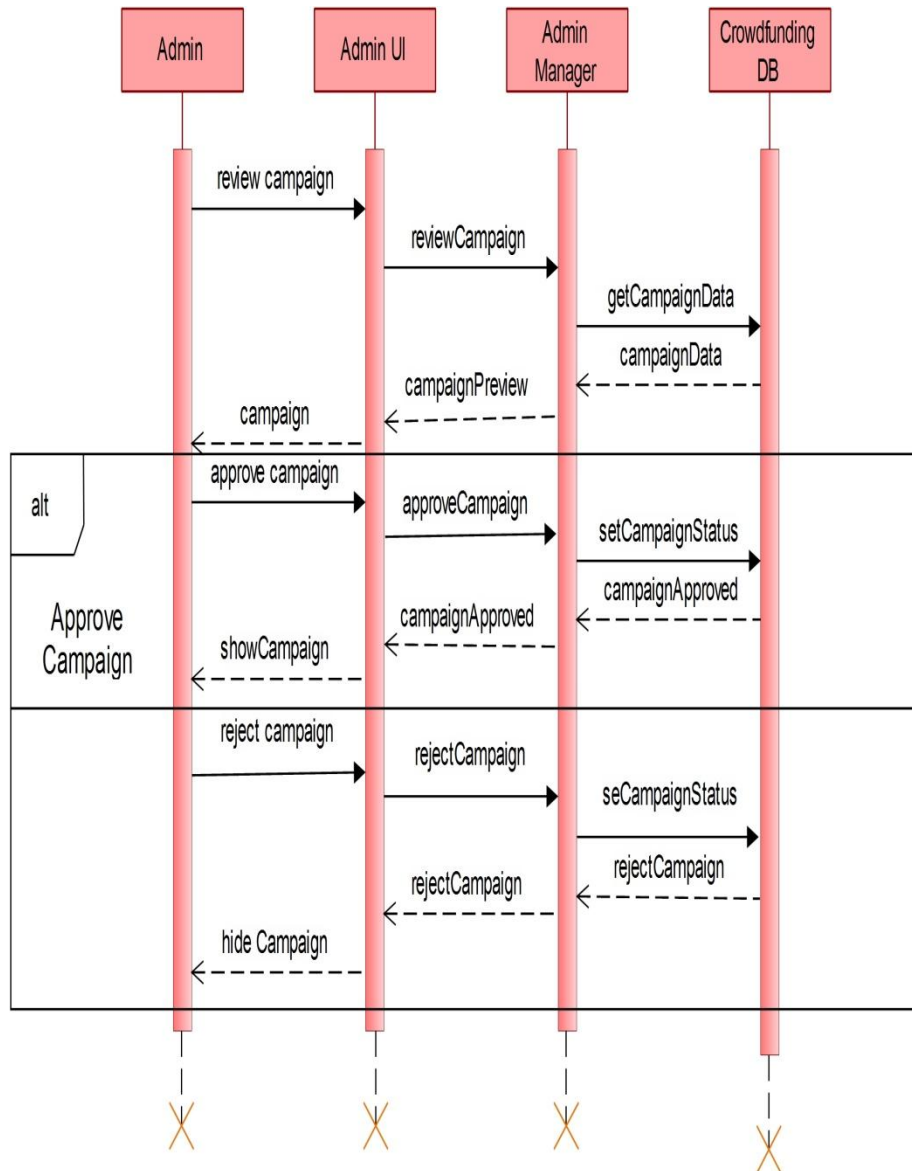 Admin
Admin UI
Admin
Manager
Crowdfunding
DB
review campaign
reviewCampaign
getCampaignData
campaignData
campaignPreview
campaign
alt
approve campaign
approveCampaign
setCampaignStatus
campaignApproved
campaignApproved
Approve
Campaign
showCampaign
reject campaign
rejectCampaign
seCampaignStatus
rejectCampaign
rejectCampaign
hide Campaign